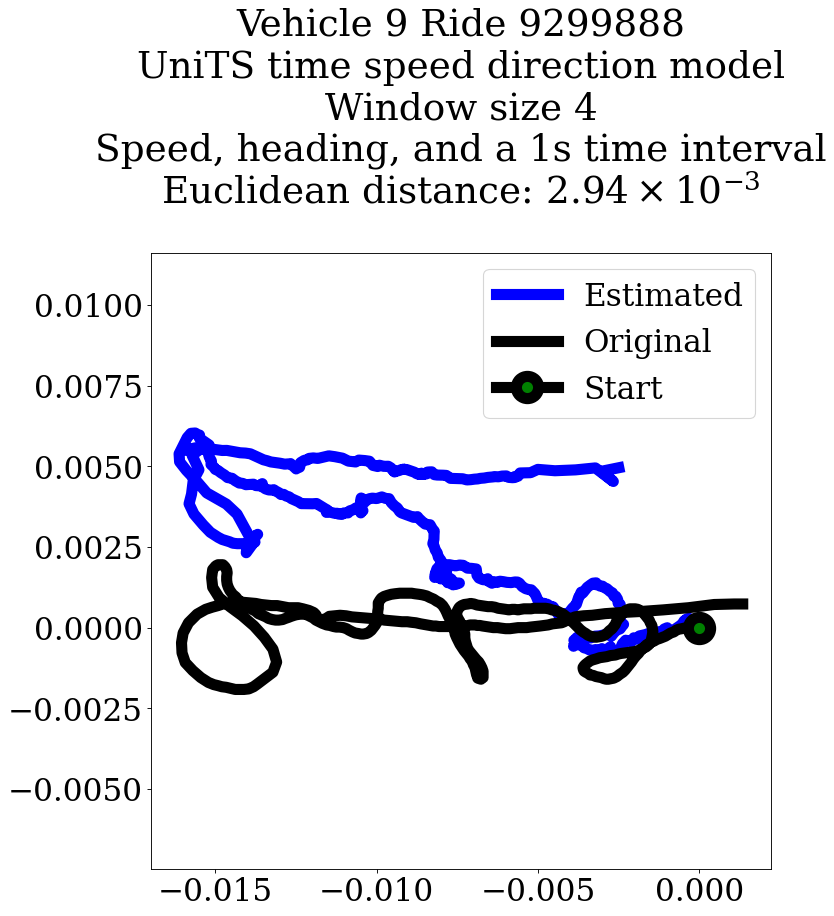 Vehicle 9 Ride 9299888
UniTS time speed direction model
Window size 4
Speed, heading, and a 1s time interval
Euclidean distance: 2.94 × 10⁻³
Estimated
Original
Start
0.0100
0.0075
0.0050
0.0025
0.0000
−0.0025
−0.0050
−0.015 −0.010 −0.005 0.000